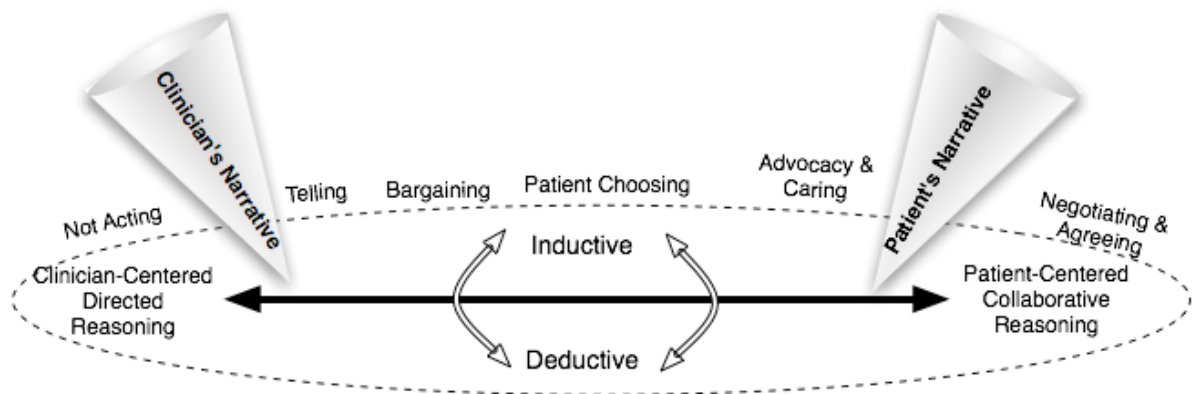 Clinician's Narrative
Patient's Narrative
Not Acting
Telling
Bargaining
Patient Choosing
Advocacy &
Caring
Negotiating &
Agreeing
Clinician-Centered
Directed
Reasoning
Inductive
Deductive
Patient-Centered
Collaborative
Reasoning